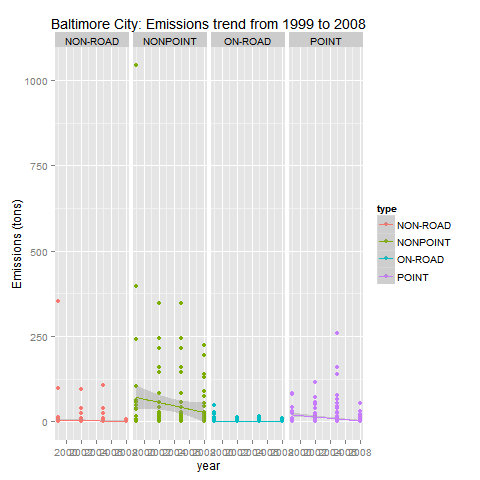 Baltimore City: Emissions trend from 1999 to 2008
NON-ROAD
NONPOINT
ON-ROAD
POINT
1000
750
500
250
0
Emissions (tons)
2008
year
type
NON-ROAD
NONPOINT
ON-ROAD
POINT